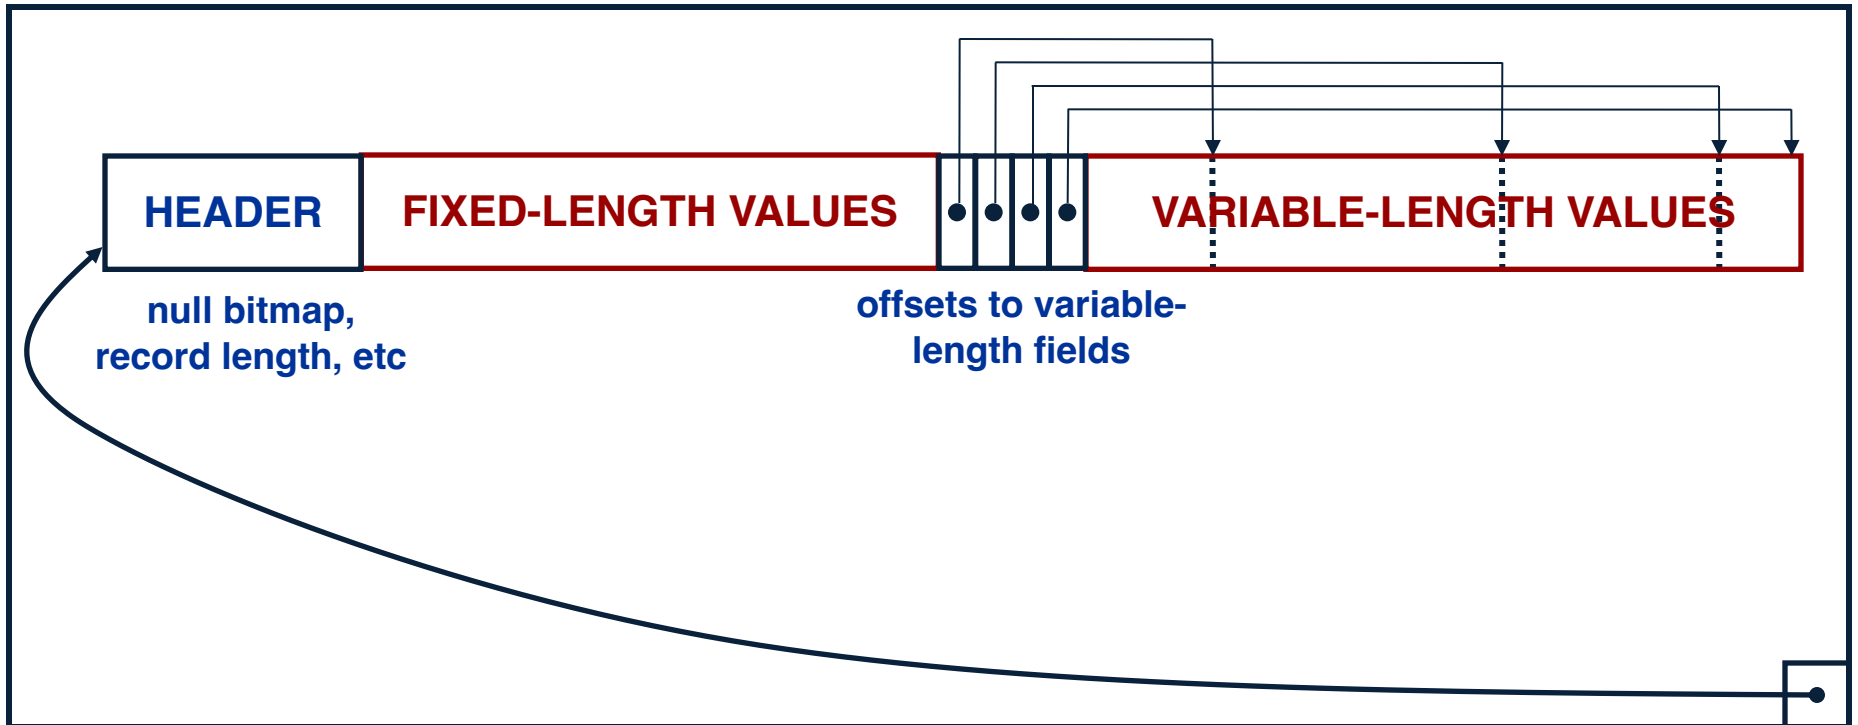 HEADER
FIXED-LENGTH VALUES
VARIABLE-LENGTH VALUES
null bitmap,
record length, etc
offsets to variable-
length fields